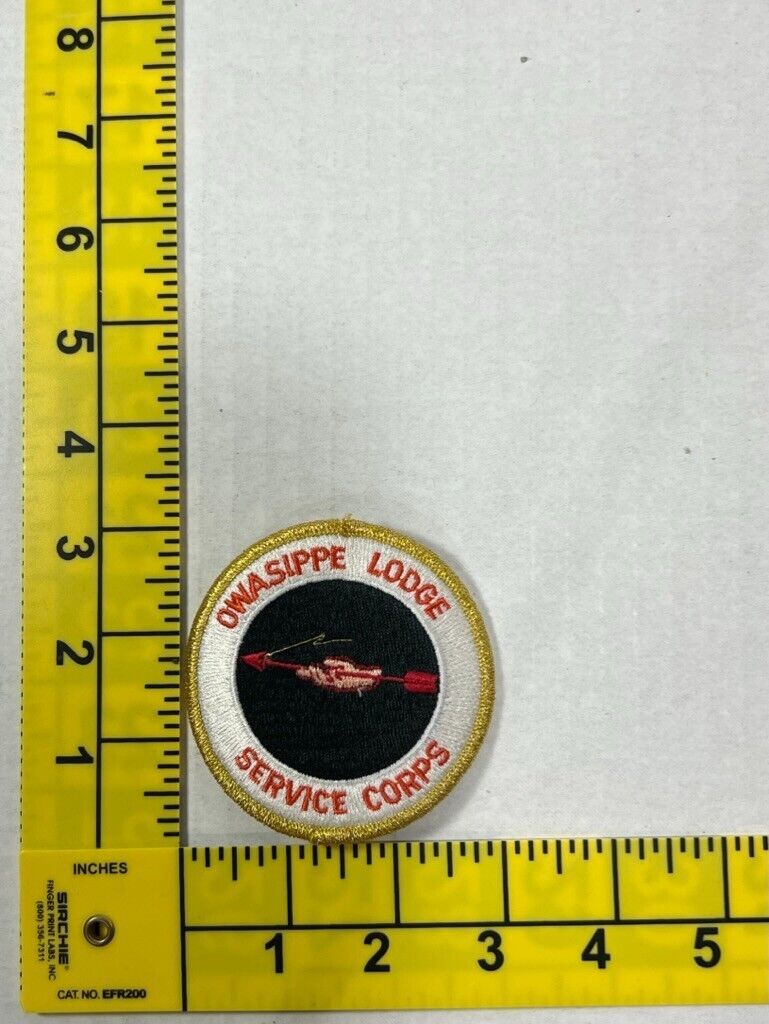 8
7
6
5
4
3
2
1
OWASIPPE LODGE
SERVICE CORPS
INCHES
SIRCHIE®
FINGER PRINT LABS, INC
(800) 356-7311
CAT. NO. EFR200
1 2 3 4 5